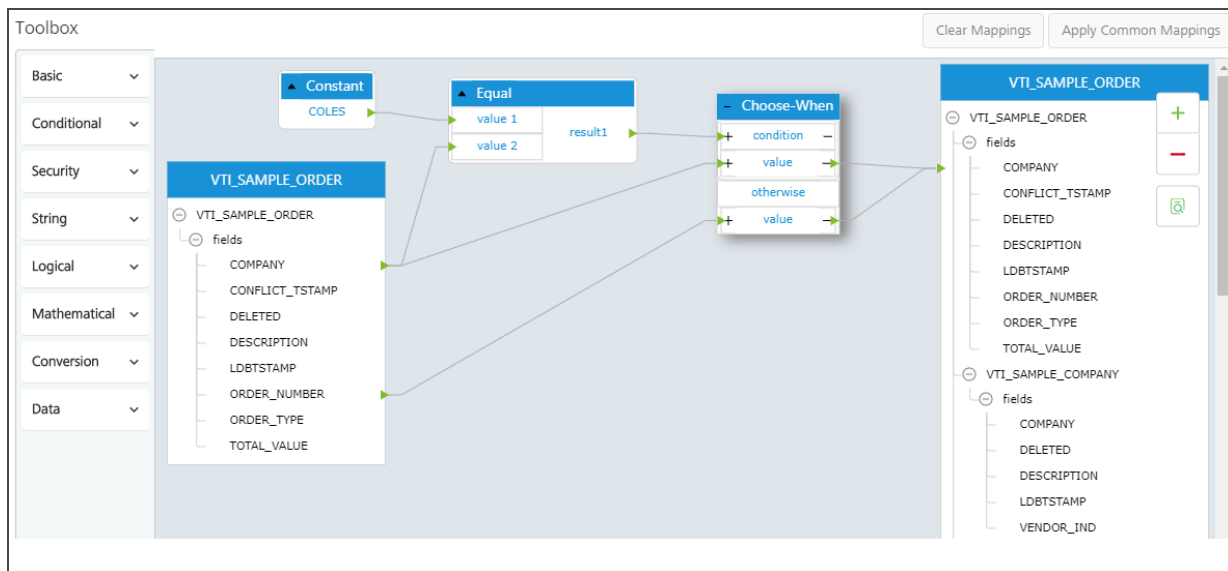 Toolbox
Clear Mappings
Apply Common Mappings
Basic
Conditional
Security
String
Logical
Mathematical
Conversion
Data
Constant
COLES
Equal
value 1
value 2
result1
Choose-When
condition
value
otherwise
value
VTI_SAMPLE_ORDER
VTI_SAMPLE_ORDER
fields
COMPANY
CONFLICT_TSTAMP
DELETED
DESCRIPTION
LDBTSTAMP
ORDER_NUMBER
ORDER_TYPE
TOTAL_VALUE
VTI_SAMPLE_ORDER
VTI_SAMPLE_ORDER
fields
COMPANY
CONFLICT_TSTAMP
DELETED
DESCRIPTION
LDBTSTAMP
ORDER_NUMBER
ORDER_TYPE
TOTAL_VALUE
VTI_SAMPLE_COMPANY
fields
COMPANY
DELETED
DESCRIPTION
LDBTSTAMP
VENDOR_IND